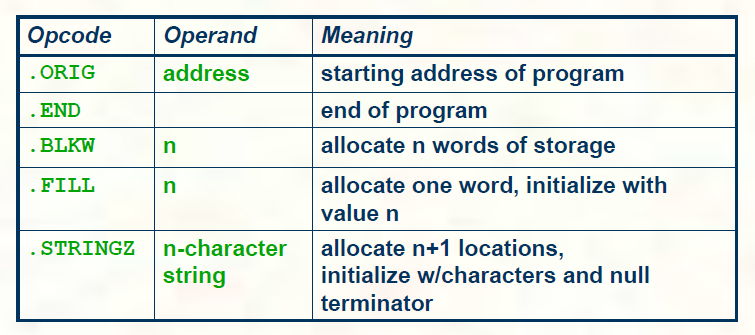 Opcode Operand Meaning
.ORIG address starting address of program
.END end of program
.BLKW n allocate n words of storage
.FILL n allocate one word, initialize with
value n
.STRINGZ n-character allocate n+1 locations,
string initialize w/characters and null
terminator